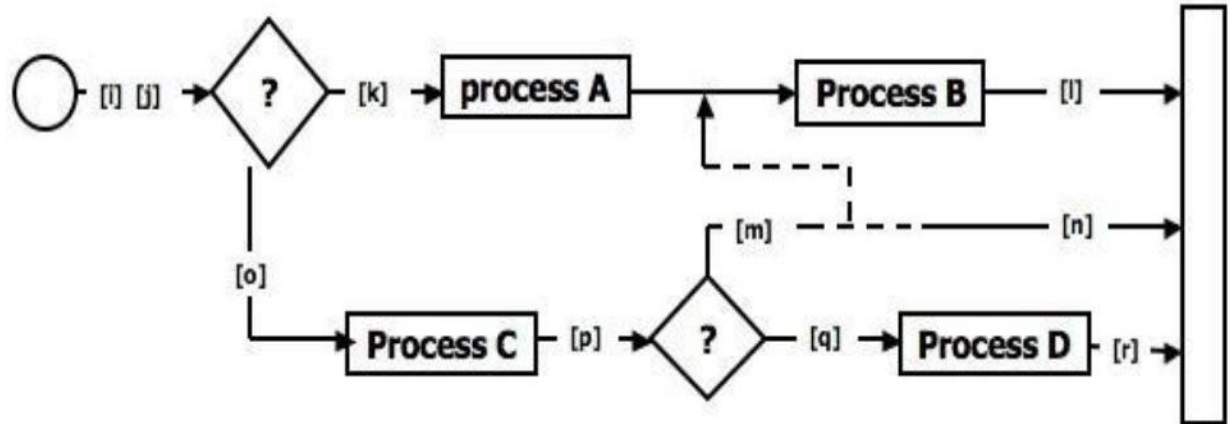 [l] [j]
?
[k]
process A
Process B
[l]
[o]
[m]
[n]
Process C
[p]
?
[q]
Process D
[r]